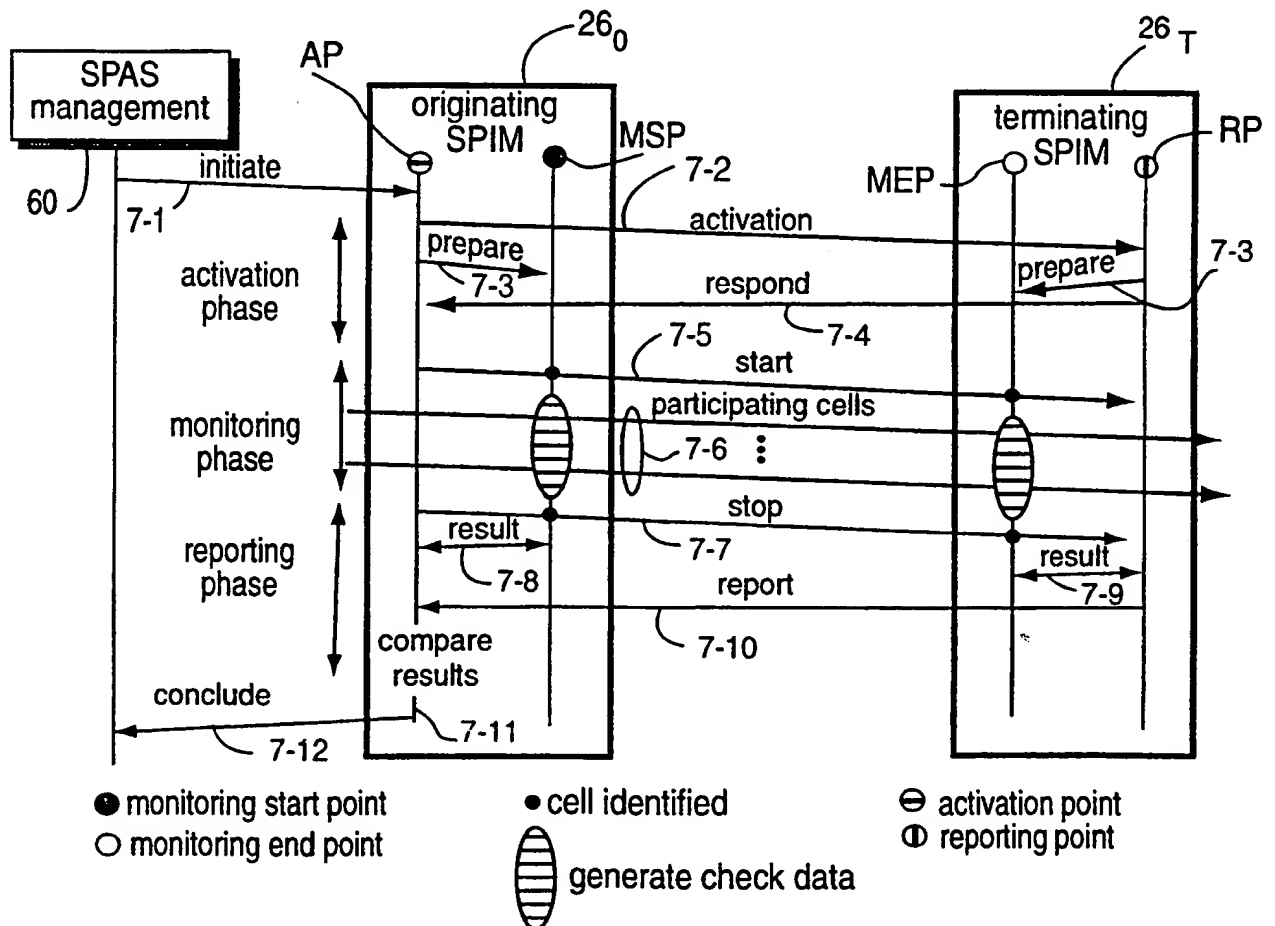 26₀
26 T
SPAS
management
AP
originating
SPIM
MSP
terminating
SPIM
RP
MEP
initiate
60
7-1
7-2
activation
7-3
activation
phase
prepare
7-3
prepare
respond
7-4
7-5
start
monitoring
phase
participating cells
7-6
stop
7-7
reporting
phase
result
7-8
result
7-9
report
7-10
compare
results
conclude
7-11
7-12
monitoring start point
cell identified
activation point
monitoring end point
reporting point
generate check data